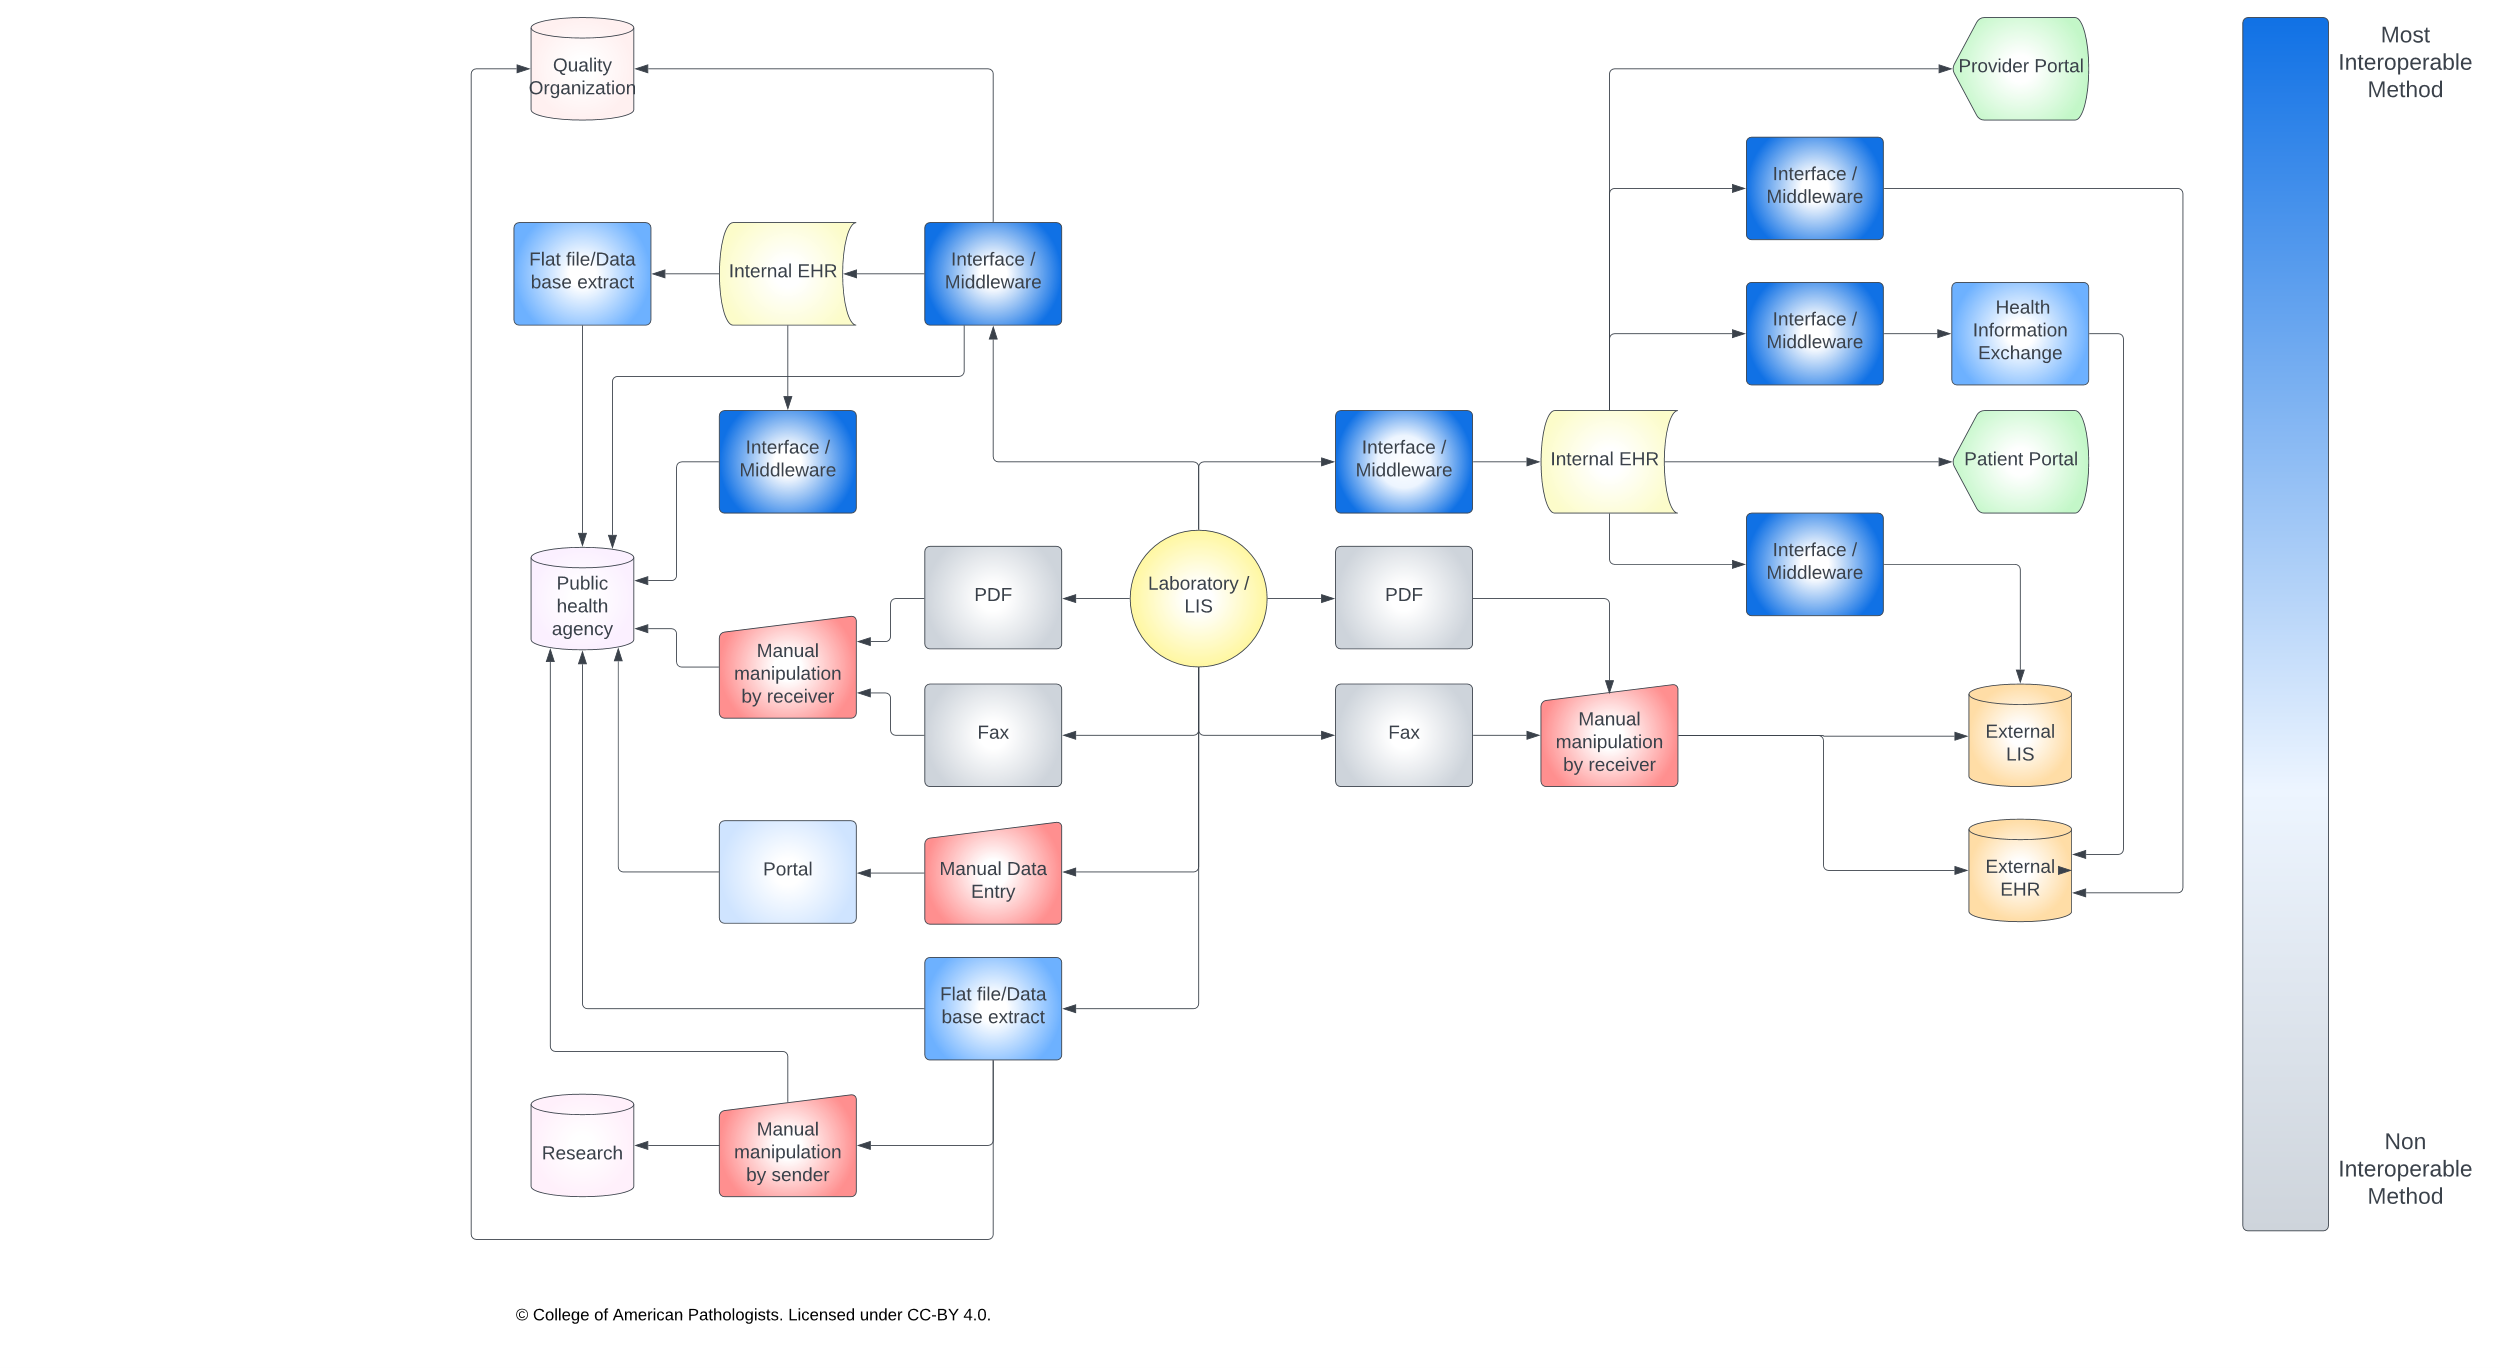 Quality
Organization
Provider Portal
Most
Interoperable
Method
Interface /
Middleware
Flat file/Data
base extract
Internal EHR
Interface /
Middleware
Interface /
Middleware
Health
Information
Exchange
Interface /
Middleware
Interface /
Middleware
Internal EHR
Patient Portal
Interface /
Middleware
Public
health
agency
PDF
Laboratory /
LIS
PDF
Manual
manipulation
by receiver
Fax
Fax
Manual
manipulation
by receiver
External
LIS
Portal
Manual Data
Entry
External
EHR
Flat file/Data
base extract
Research
Manual
manipulation
by sender
Non
Interoperable
Method
© College of American Pathologists. Licensed under CC-BY 4.0.